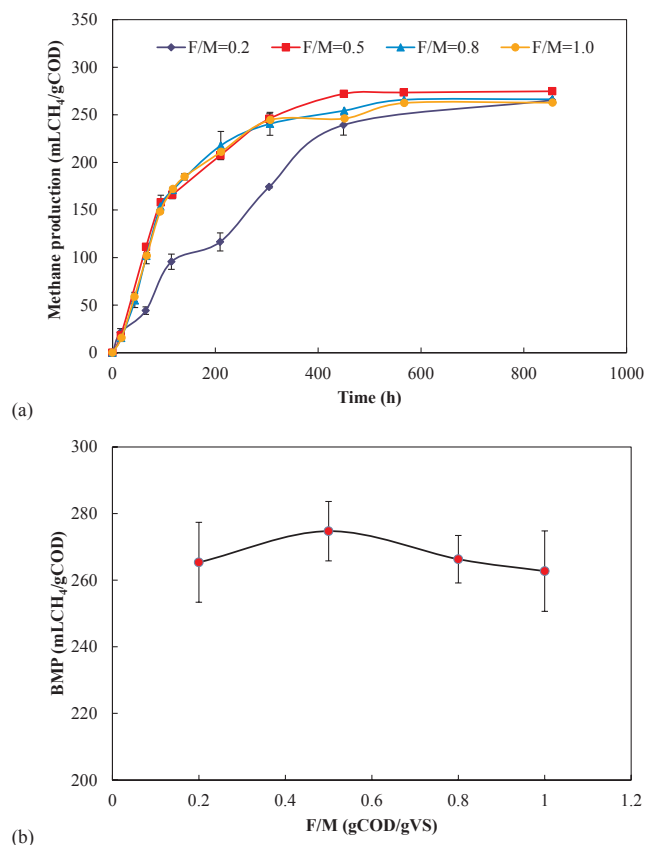 350
300
250
200
150
100
50
0
Methane production (mLCH₄/gCOD)
F/M=0.2 F/M=0.5 F/M=0.8 F/M=1.0
0 200 400 600 800 1000
Time (h)
(a)
300
280
260
240
220
200
BMP (mLCH₄/gCOD)
0 0.2 0.4 0.6 0.8 1 1.2
F/M (gCOD/gVS)
(b)